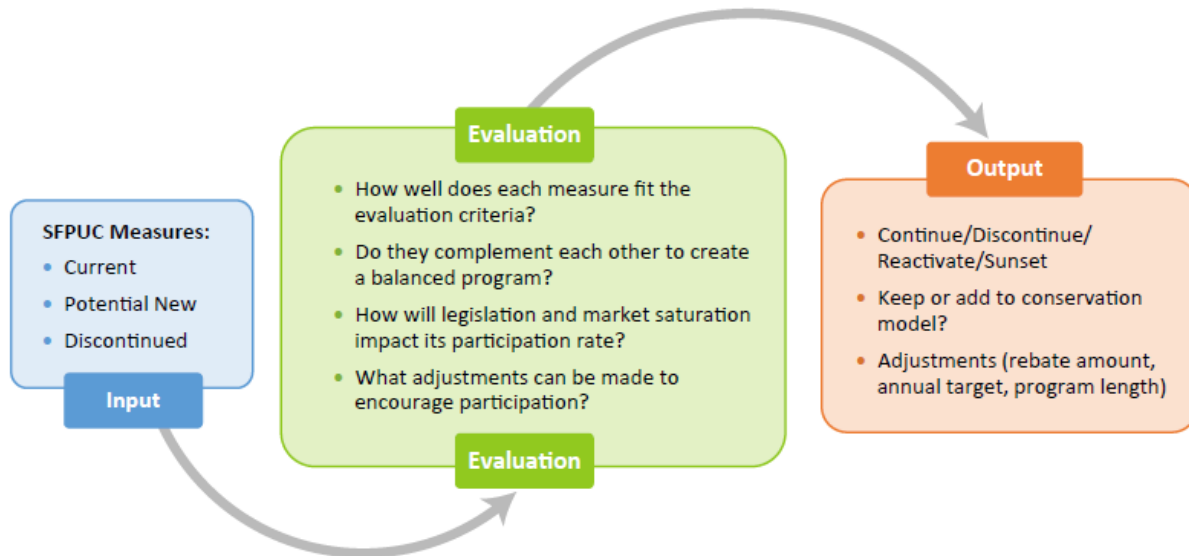 SFPUC Measures:
• Current
• Potential New
• Discontinued
Input
Evaluation
• How well does each measure fit the
evaluation criteria?
• Do they complement each other to create
a balanced program?
• How will legislation and market saturation
impact its participation rate?
• What adjustments can be made to
encourage participation?
Evaluation
Output
• Continue/Discontinue/
Reactivate/Sunset
• Keep or add to conservation
model?
• Adjustments (rebate amount,
annual target, program length)